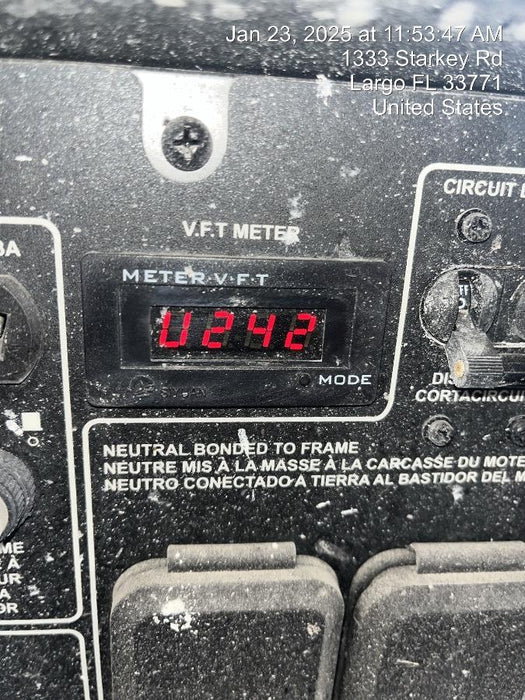 Jan 23, 2025 at 11:53:47 AM
1333 Starkey Rd
Largo FL 33771
United States
CIRCUIT
V.F.T METER
METER V·F·T
U242
MODE
CORTACIRCUI
NEUTRAL BONDED TO FRAME
NEUTRE MIS À LA MASSE À LA CARCASSE DU MOTE
NEUTRO CONECTADO A TIERRA AL BASTIDOR DEL M